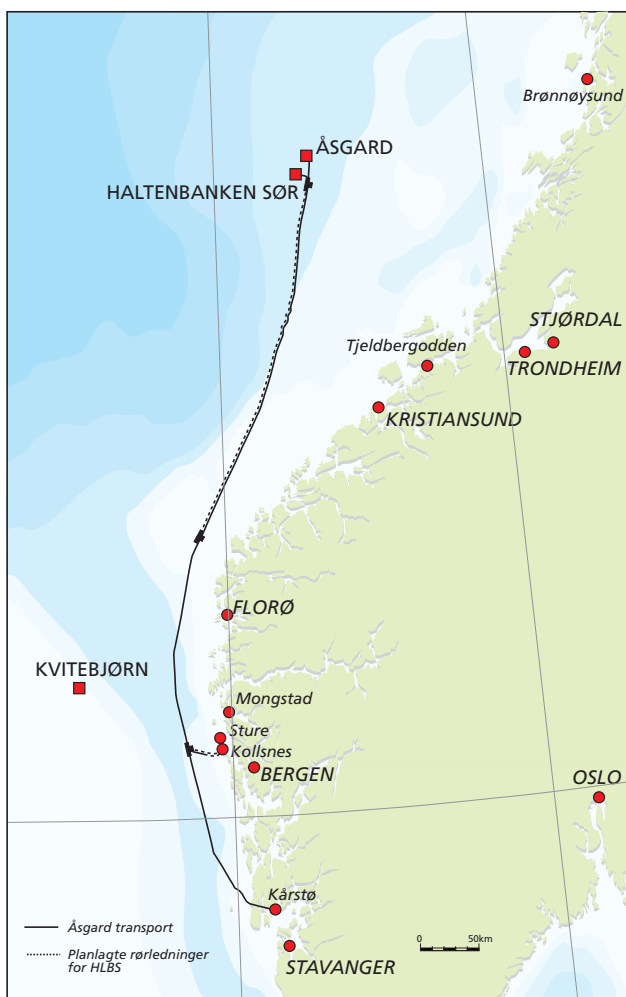 Brønnøysund
ÅSGARD
HALTENBANKEN SØR
STJØRDAL
Tjeldbergodden
TRONDHEIM
KRISTIANSUND
FLORØ
KVITEBJØRN
Mongstad
Sture
Kollsnes
BERGEN
OSLO
Kårstø
Åsgard transport
0 50km
Planlagte rørledninger
for HLBS
STAVANGER